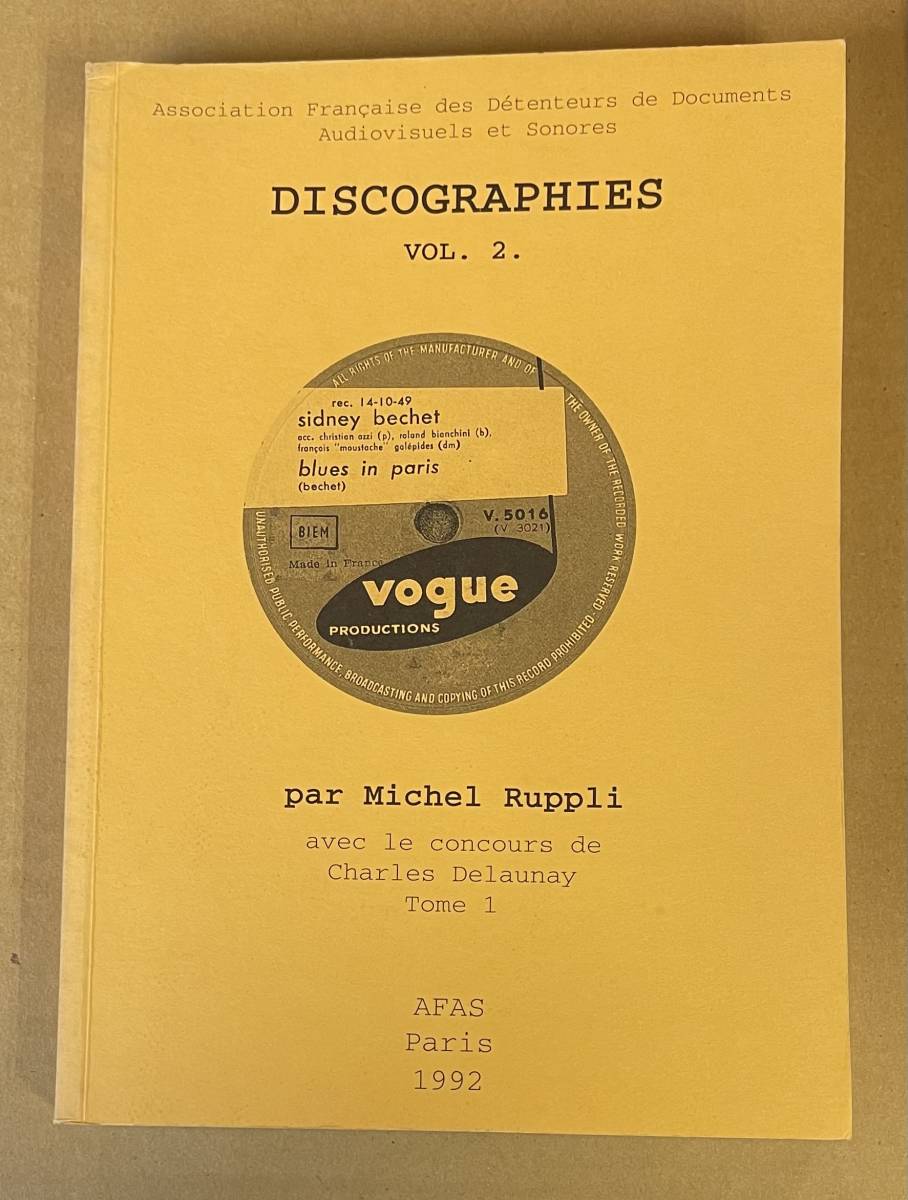 Association Française des Détenteurs de Documents
Audiovisuels et Sonores
DISCOGRAPHIES
VOL. 2.
ALL RIGHTS OF THE MANUFACTURER AND OF THE OWNER OF THE RECORDED WORK RESERVED - UNAUTHORISED PUBLIC PERFORMANCE, BROADCASTING AND COPYING OF THIS RECORD PROHIBITED-
rec. 14-10-49
sidney bechet
acc. christian azzi (p), roland bianchini (b),
françois "moustache" galépides (dm)
blues in paris
(bechet)
BIEM
V. 5016
(V 3021)
Made in France
vogue
PRODUCTIONS
par Michel Ruppli
avec le concours de
Charles Delaunay
Tome 1
AFAS
Paris
1992